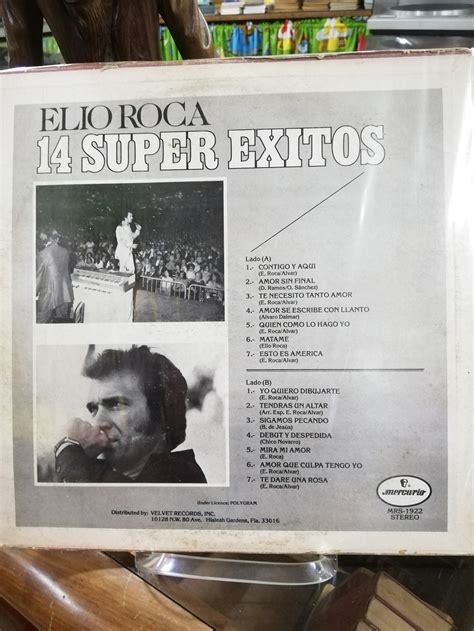 ELIO ROCA
14 SUPER EXITOS
Lado (A)
1.- CONTIGO Y AQUI
(E. Roca/Alvar)
2.- AMOR SIN FINAL
(D. Ramos/O. Sánchez)
3.- TE NECESITO TANTO AMOR
(E. Roca/Alvar)
4.- AMOR SE ESCRIBE CON LLANTO
(Alvaro Dalmar)
5.- QUIEN COMO LO HAGO YO
(E. Roca/Alvar)
6.- MATAME
(Elio Roca)
7.- ESTO ES AMERICA
(E. Roca/Alvar)
Lado (B)
1.- YO QUIERO DIBUJARTE
(E. Roca/Alvar)
2.- TENDRAS UN ALTAR
(Arr. Esp. E. Roca/Alvar)
3.- SIGAMOS PECANDO
(B. de Jesús)
4.- DEBUT Y DESPEDIDA
(Chico Novarro)
5.- MIRA MI AMOR
(E. Roca)
6.- AMOR QUE CULPA TENGO YO
(E. Roca/Alvar)
7.- TE DARE UNA ROSA
(E. Roca/Alvar)
mercurio
MRS-1922
STEREO
Under Licence: POLYGRAM
Distributed by: VELVET RECORDS, INC.
10128 N.W. 80 Ave. Hialeah Gardens, Fla. 33016